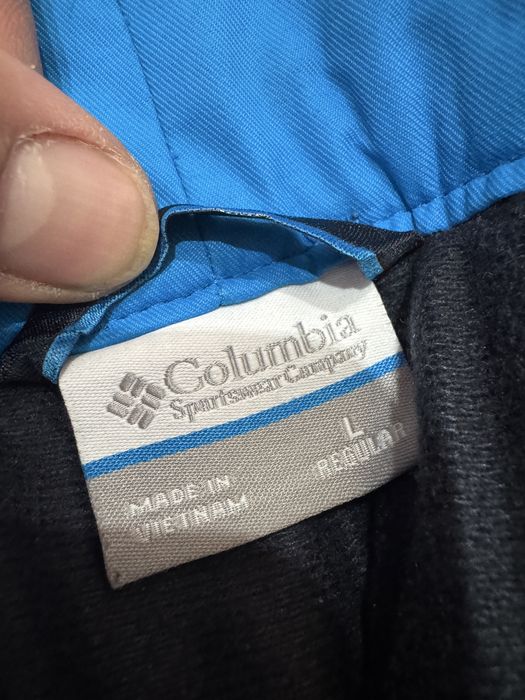 Columbia
Sportswear Company
L
REGULAR
MADE IN
VIETNAM